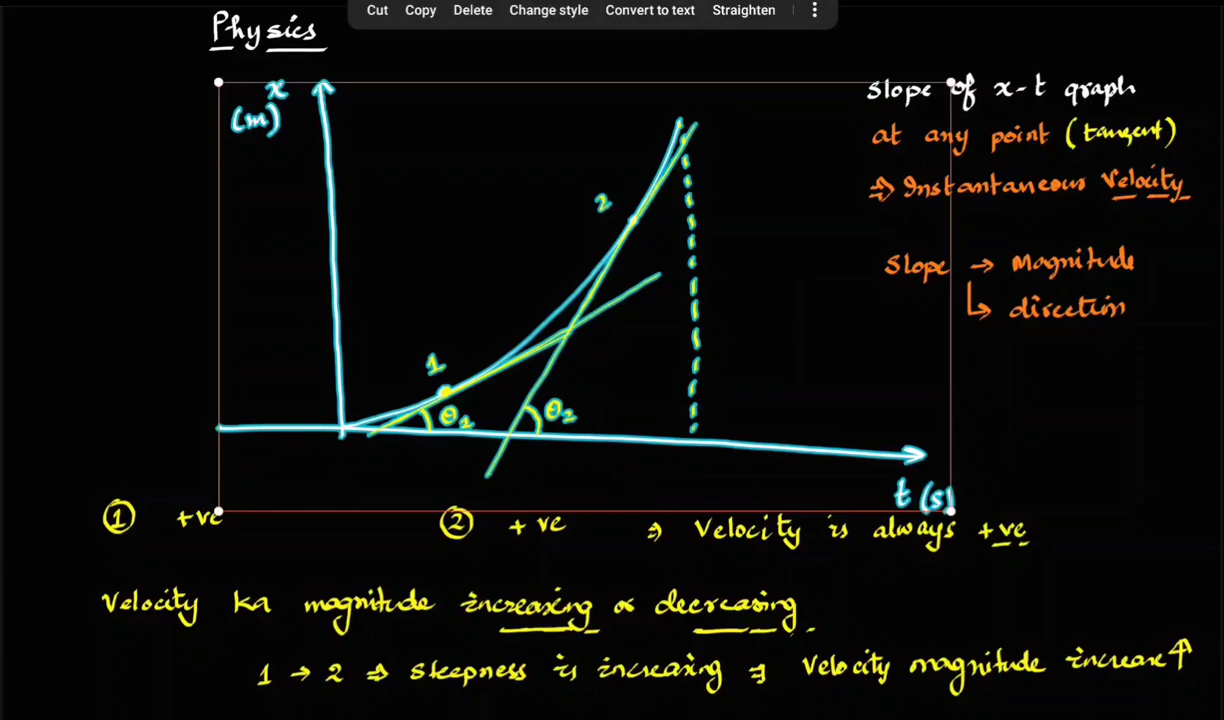 Cut Copy Delete Change style Convert to text Straighten
Physics
x
(m)
slope of x-t graph
at any point (tangent)
⇒ Instantaneous Velocity
2
Slope → Magnitude
↳ direction
1
θ1
θ2
t (s)
① +ve ② +ve ⇒ Velocity is always +ve
Velocity ka magnitude increasing or decreasing
1 → 2 ⇒ steepness is increasing ⇒ Velocity magnitude increase ↑